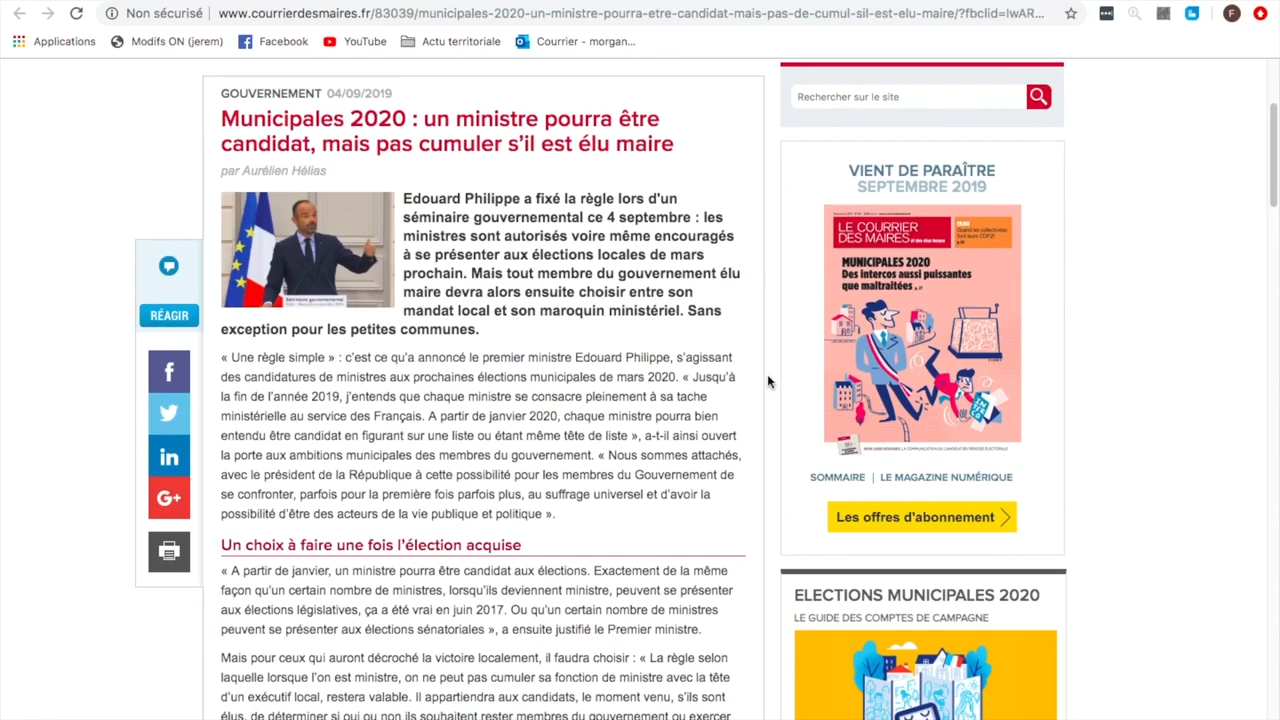 Non sécurisé
www.courrierdesmaires.fr/83039/municipales-2020-un-ministre-pourra-etre-candidat-mais-pas-de-cumul-sil-est-elu-maire/?fbclid=IwAR...
F
Applications
Modifs ON (jerem)
Facebook
YouTube
Actu territoriale
Courrier - morgan...
GOUVERNEMENT 04/09/2019
Municipales 2020 : un ministre pourra être
candidat, mais pas cumuler s'il est élu maire
par Aurélien Hélias
Edouard Philippe a fixé la règle lors d'un
séminaire gouvernemental ce 4 septembre : les
ministres sont autorisés voire même encouragés
à se présenter aux élections locales de mars
prochain. Mais tout membre du gouvernement élu
maire devra alors ensuite choisir entre son
mandat local et son maroquin ministériel. Sans
exception pour les petites communes.
Séminaire gouvernemental
RÉAGIR
« Une règle simple » : c'est ce qu'a annoncé le premier ministre Edouard Philippe, s'agissant
des candidatures de ministres aux prochaines élections municipales de mars 2020. « Jusqu'à
la fin de l'année 2019, j'entends que chaque ministre se consacre pleinement à sa tache
ministérielle au service des Français. A partir de janvier 2020, chaque ministre pourra bien
entendu être candidat en figurant sur une liste ou étant même tête de liste », a-t-il ainsi ouvert
la porte aux ambitions municipales des membres du gouvernement. « Nous sommes attachés,
avec le président de la République à cette possibilité pour les membres du Gouvernement de
se confronter, parfois pour la première fois parfois plus, au suffrage universel et d'avoir la
possibilité d'être des acteurs de la vie publique et politique ».
Un choix à faire une fois l'élection acquise
« A partir de janvier, un ministre pourra être candidat aux élections. Exactement de la même
façon qu'un certain nombre de ministres, lorsqu'ils deviennent ministre, peuvent se présenter
aux élections législatives, ça a été vrai en juin 2017. Ou qu'un certain nombre de ministres
peuvent se présenter aux élections sénatoriales », a ensuite justifié le Premier ministre.
Mais pour ceux qui auront décroché la victoire localement, il faudra choisir : « La règle selon
laquelle lorsque l'on est ministre, on ne peut pas cumuler sa fonction de ministre avec la tête
d'un exécutif local, restera valable. Il appartiendra aux candidats, le moment venu, s'ils sont
élus, de déterminer si oui ou non ils souhaitent rester membres du gouvernement ou exercer
Rechercher sur le site
VIENT DE PARAÎTRE
SEPTEMBRE 2019
LE COURRIER
DES MAIRES
MUNICIPALES 2020
Des intercos aussi puissantes
que maltraitées
SOMMAIRE | LE MAGAZINE NUMÉRIQUE
Les offres d'abonnement
ELECTIONS MUNICIPALES 2020
LE GUIDE DES COMPTES DE CAMPAGNE